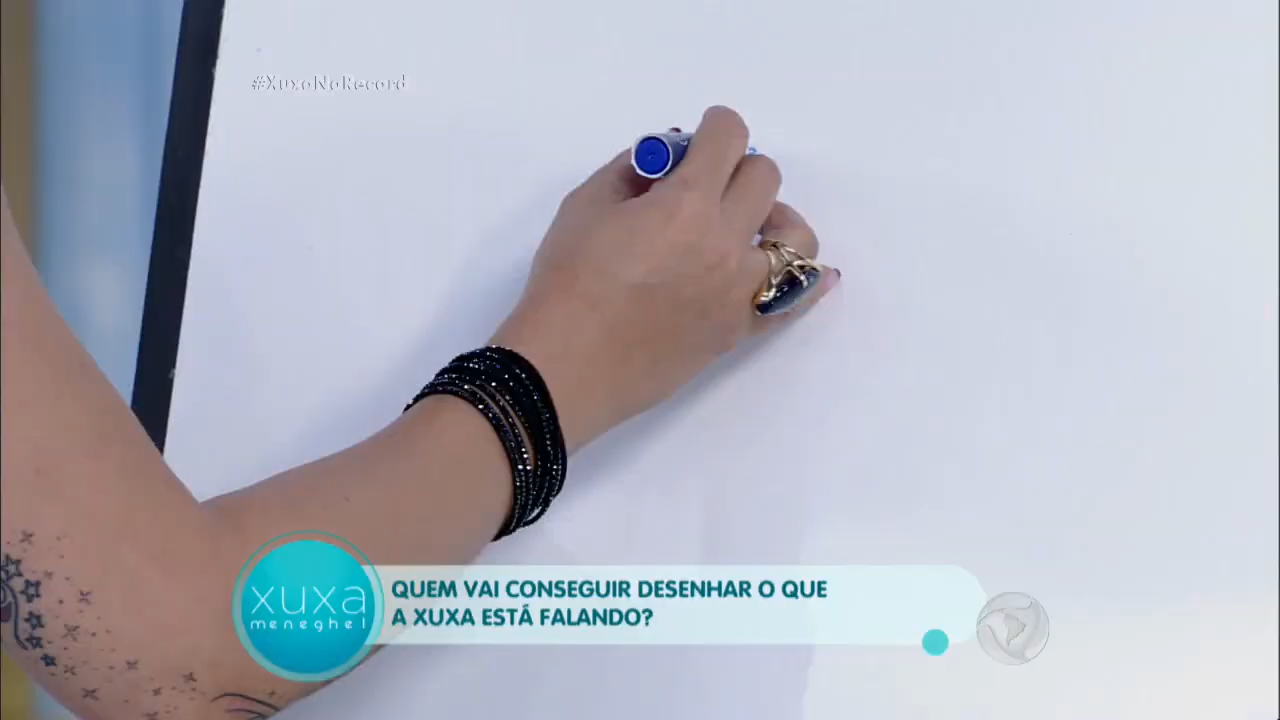 #XuxaNaRecord
xuxa
meneghel
QUEM VAI CONSEGUIR DESENHAR O QUE
A XUXA ESTÁ FALANDO?